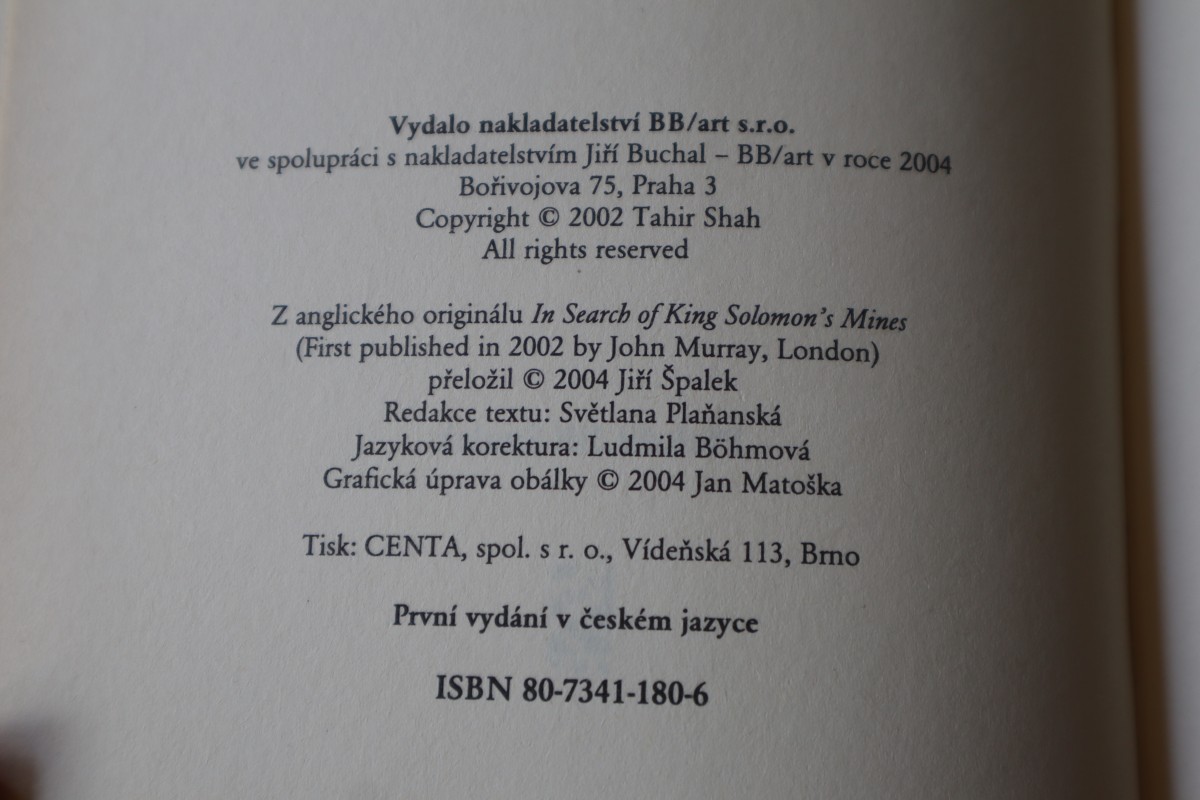 Vydalo nakladatelství BB/art s.r.o.
ve spolupráci s nakladatelstvím Jiří Buchal – BB/art v roce 2004
Bořivojova 75, Praha 3
Copyright © 2002 Tahir Shah
All rights reserved
Z anglického originálu In Search of King Solomon's Mines
(First published in 2002 by John Murray, London)
přeložil © 2004 Jiří Špalek
Redakce textu: Světlana Plaňanská
Jazyková korektura: Ludmila Böhmová
Grafická úprava obálky © 2004 Jan Matoška
Tisk: CENTA, spol. s r. o., Vídeňská 113, Brno
První vydání v českém jazyce
ISBN 80-7341-180-6